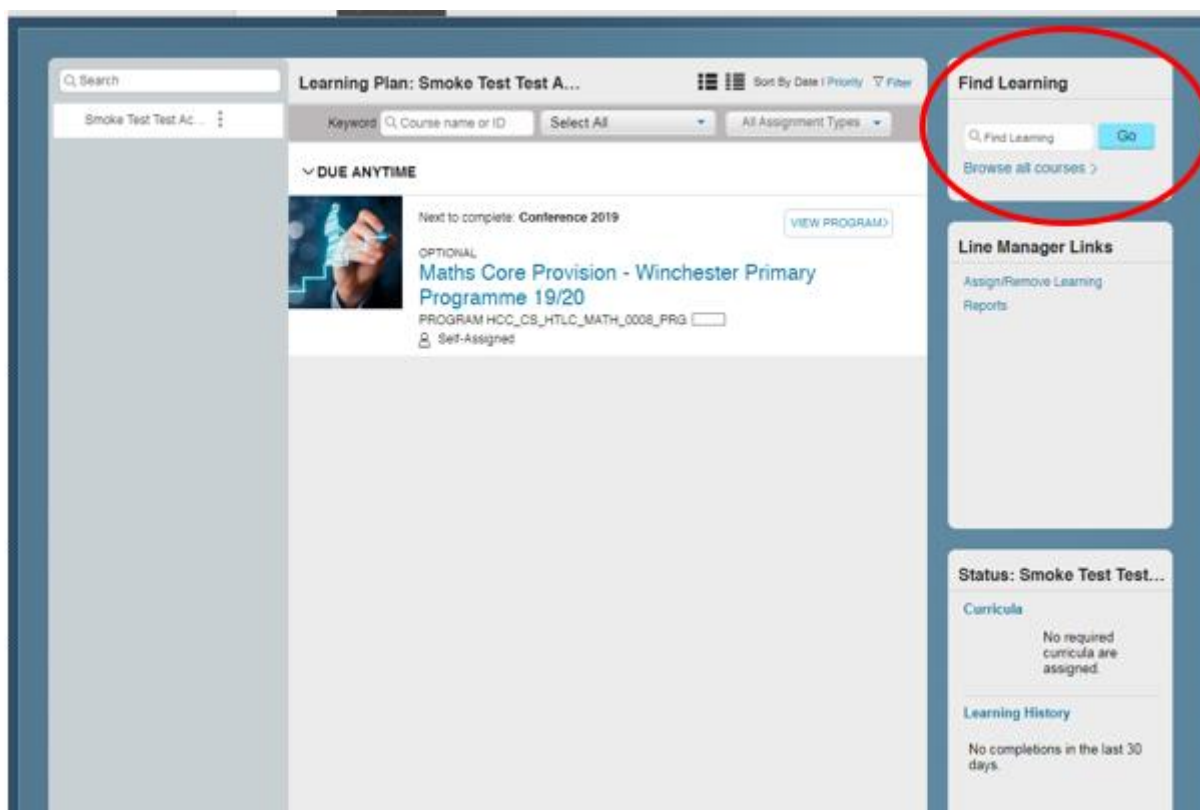 Search
Smoke Test Test Ac...
Learning Plan: Smoke Test Test A...
Sort By Date | Priority Filter
Keyword Course name or ID Select All All Assignment Types
DUE ANYTIME
Next to complete: Conference 2019
VIEW PROGRAM>
OPTIONAL
Maths Core Provision - Winchester Primary
Programme 19/20
PROGRAM HCC_CS_HTLC_MATH_0008_PRG
Self-Assigned
Find Learning
Find Learning Go
Browse all courses >
Line Manager Links
Assign/Remove Learning
Reports
Status: Smoke Test Test...
Curricula
No required
curricula are
assigned.
Learning History
No completions in the last 30
days.